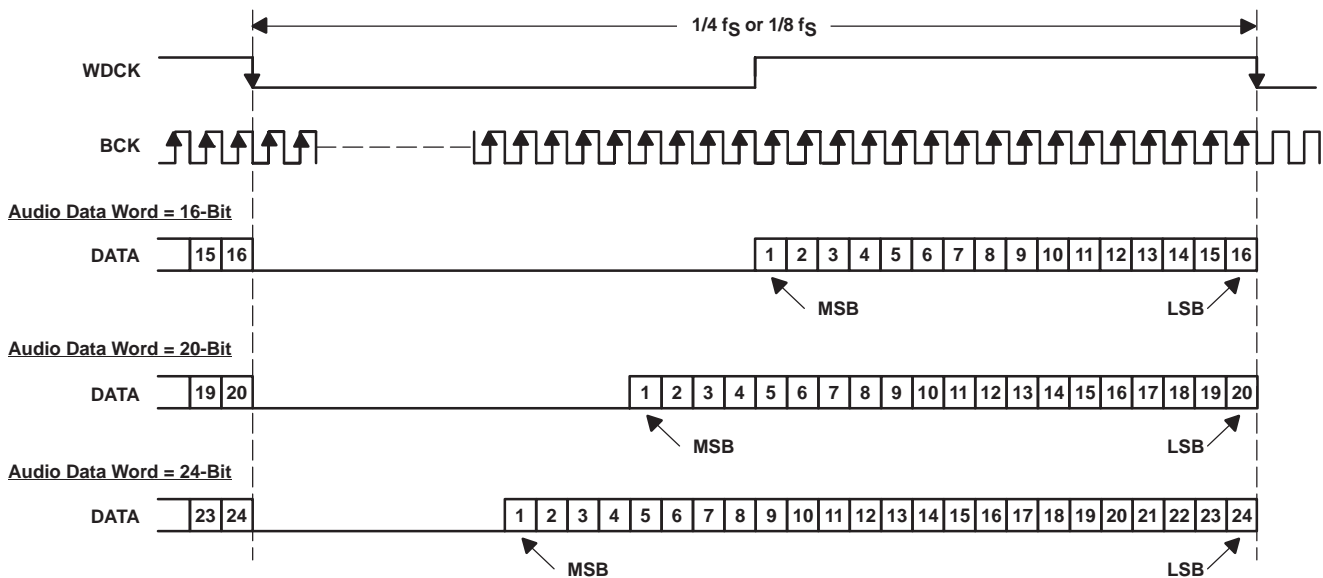 1/4 fS or 1/8 fS
WDCK
BCK
Audio Data Word = 16-Bit
DATA 15 16 1 2 3 4 5 6 7 8 9 10 11 12 13 14 15 16
MSB LSB
Audio Data Word = 20-Bit
DATA 19 20 1 2 3 4 5 6 7 8 9 10 11 12 13 14 15 16 17 18 19 20
MSB LSB
Audio Data Word = 24-Bit
DATA 23 24 1 2 3 4 5 6 7 8 9 10 11 12 13 14 15 16 17 18 19 20 21 22 23 24
MSB LSB